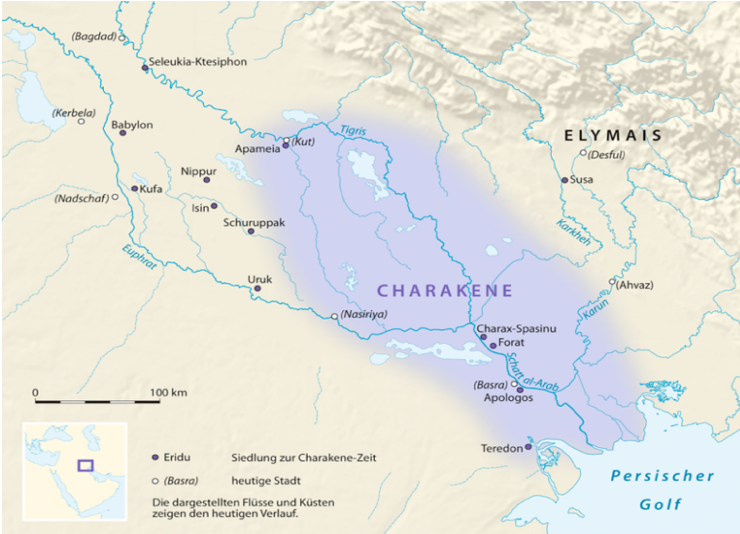 (Bagdad)
Seleukia-Ktesiphon
(Kerbela)
Babylon
Tigris
(Kut)
Apameia
ELYMAIS
(Desful)
Nippur
Susa
Kufa
(Nadschaf)
Isin
Schuruppak
Karkheh
Euphrat
Uruk
CHARAKENE
(Ahvaz)
Karun
(Nasiriya)
Charax-Spasinu
Forat
Schatt al-Arab
(Basra)
Apologos
0 100 km
Teredon
Eridu Siedlung zur Charakene-Zeit
(Basra) heutige Stadt
Die dargestellten Flüsse und Küsten
zeigen den heutigen Verlauf.
Persischer
Golf